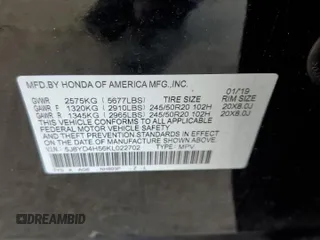 MFD.BY HONDA OF AMERICA MFG.,INC.
01/19
GVWR 2575KG (5677LBS) TIRE SIZE RIM SIZE
GAWR F 1320KG (2910LBS) 245/50R20 102H 20X8.0J
GAWR R 1345KG (2965LBS) 245/50R20 102H 20X8.0J
THIS VEHICLE CONFORMS TO ALL APPLICABLE
FEDERAL MOTOR VEHICLE SAFETY
AND THEFT PREVENTION STANDARDS IN EFFECT
ON THE DATE OF MANUFACTURE SHOWN ABOVE.
V.I.N.: 5J8YD4H56KL022702 TYPE: MPV
DREAMBID